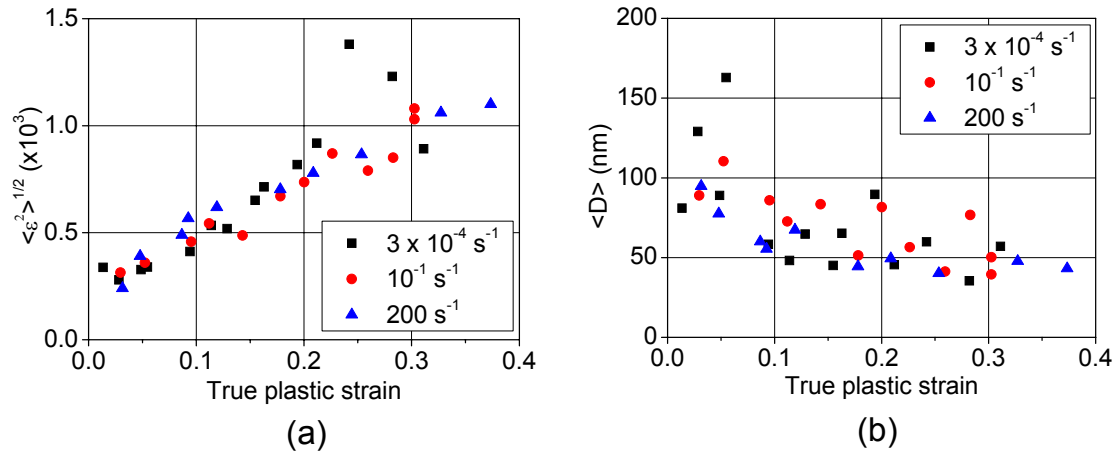 <ε²>^1/2 (x10³)
1.5
1.0
0.5
0.0
0.0 0.1 0.2 0.3 0.4
True plastic strain
3 x 10⁻⁴ s⁻¹
10⁻¹ s⁻¹
200 s⁻¹
(a)
<D> (nm)
200
150
100
50
0
0.0 0.1 0.2 0.3 0.4
True plastic strain
3 x 10⁻⁴ s⁻¹
10⁻¹ s⁻¹
200 s⁻¹
(b)